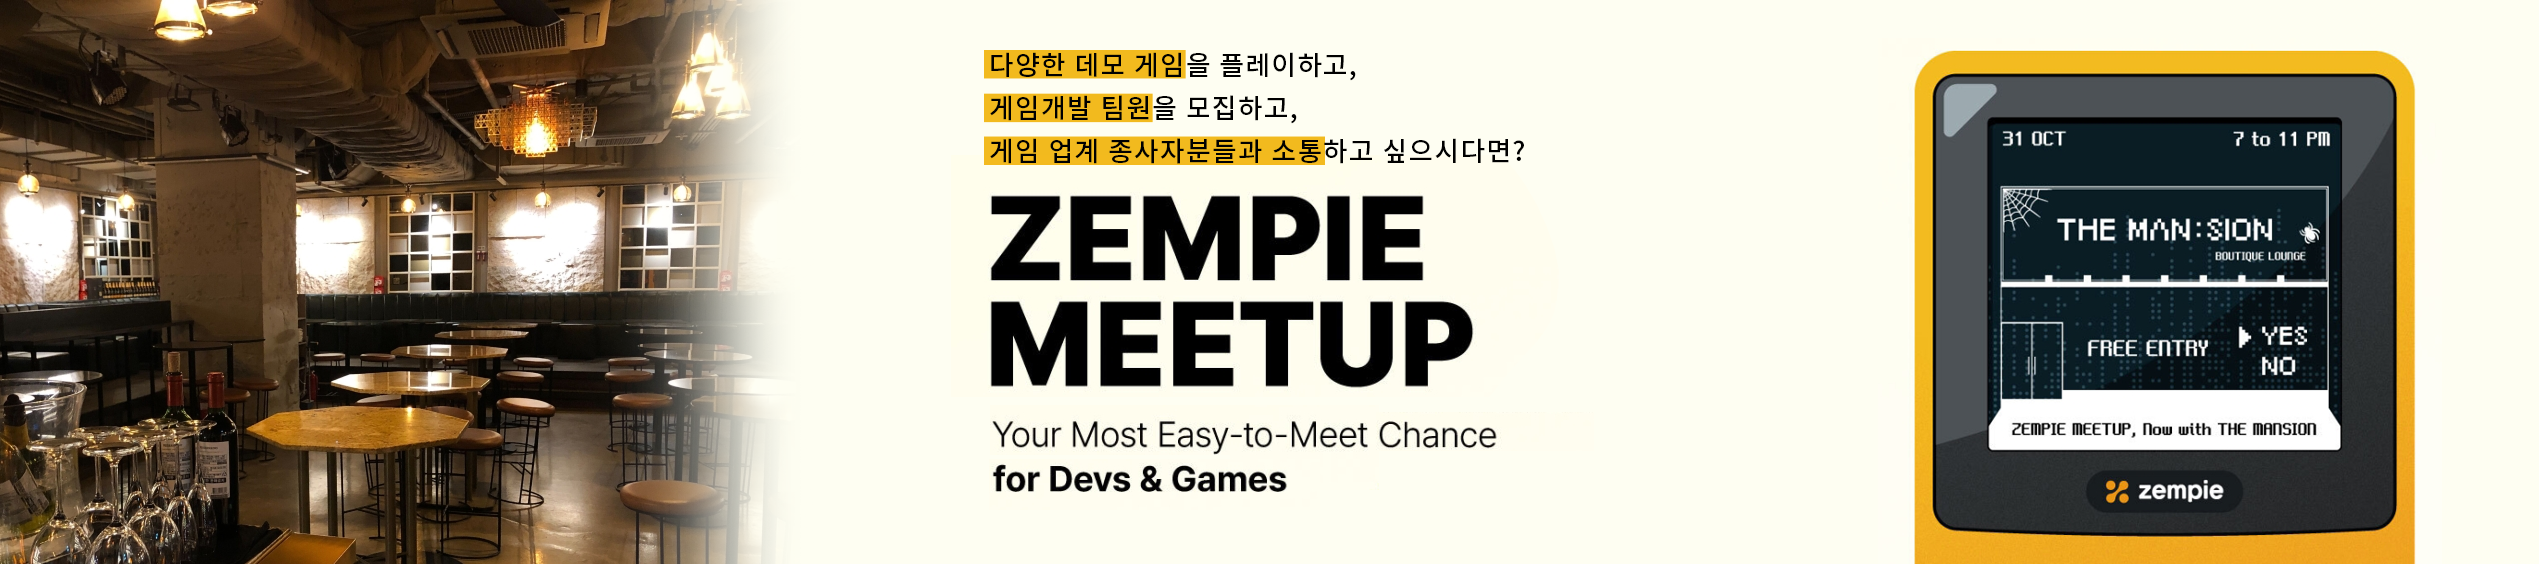 다양한 데모 게임을 플레이하고,
게임개발 팀원을 모집하고,
게임 업계 종사자분들과 소통하고 싶으시다면?
ZEMPIE
MEETUP
Your Most Easy-to-Meet Chance
for Devs & Games
31 OCT
7 to 11 PM
THE MAN:SION
BOUTIQUE LOUNGE
FREE ENTRY
YES
NO
ZEMPIE MEETUP, Now with THE MANSION
zempie